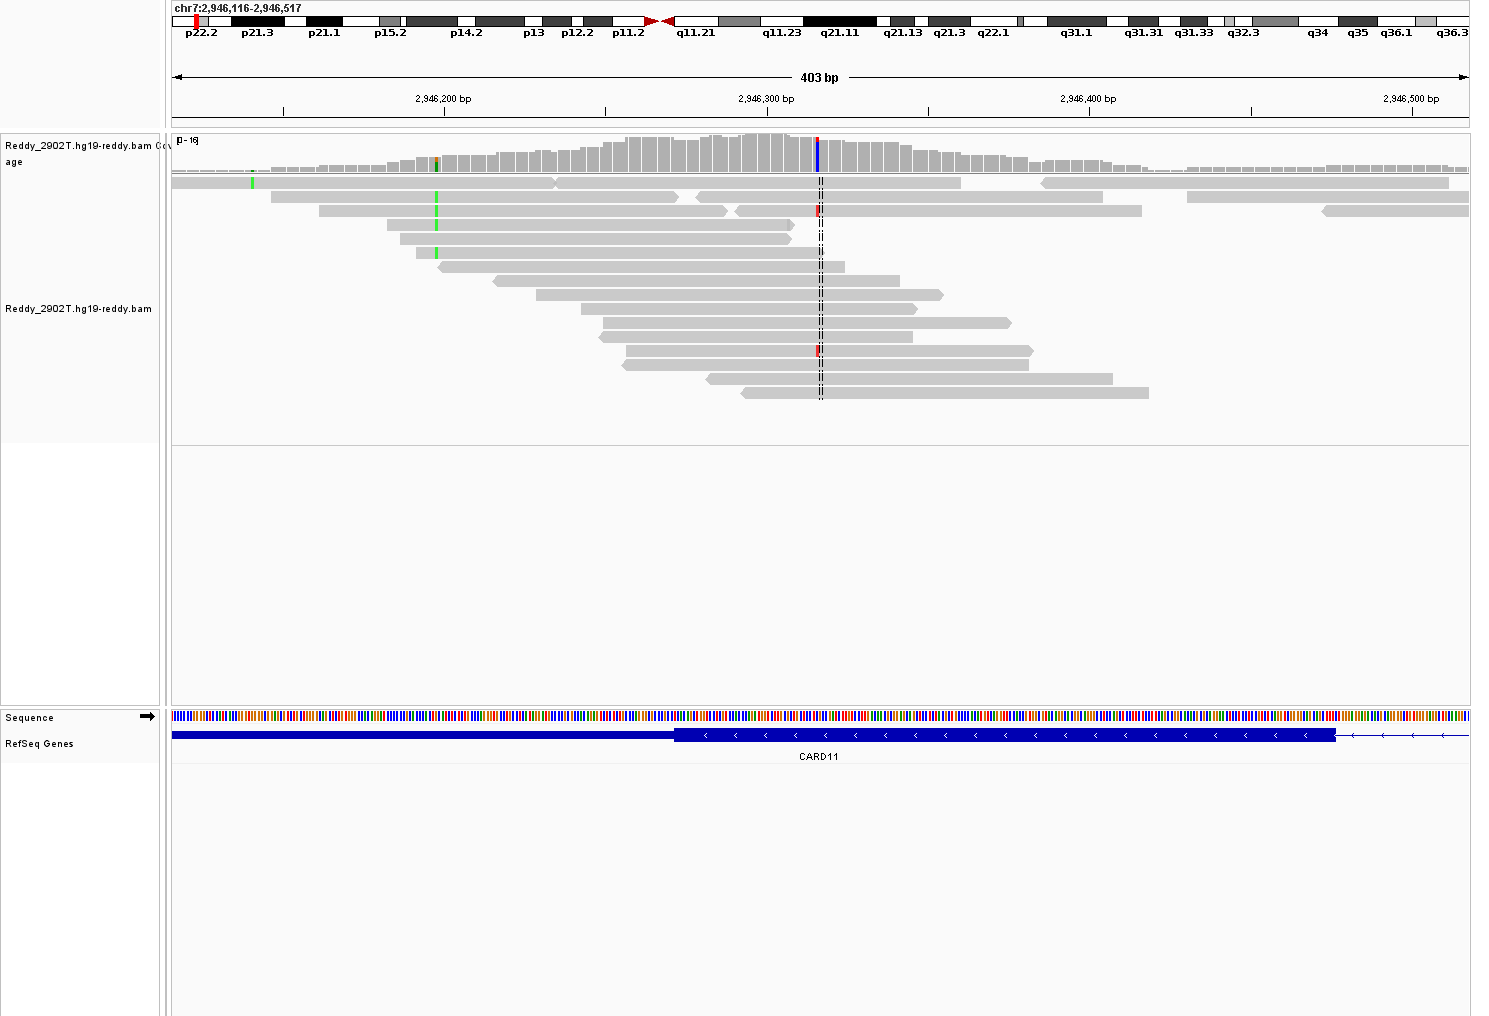 chr7:2,946,116-2,946,517
p22.2 p21.3 p21.1 p15.2 p14.2 p13 p12.2 p11.2 q11.21 q11.23 q21.11 q21.13 q21.3 q22.1 q31.1 q31.31 q31.33 q32.3 q34 q35 q36.1 q36.3
403 bp
2,946,200 bp 2,946,300 bp 2,946,400 bp 2,946,500 bp
Reddy_2902T.hg19-reddy.bam Cov
age
[0 - 16]
Reddy_2902T.hg19-reddy.bam
Sequence
RefSeq Genes
CARD11